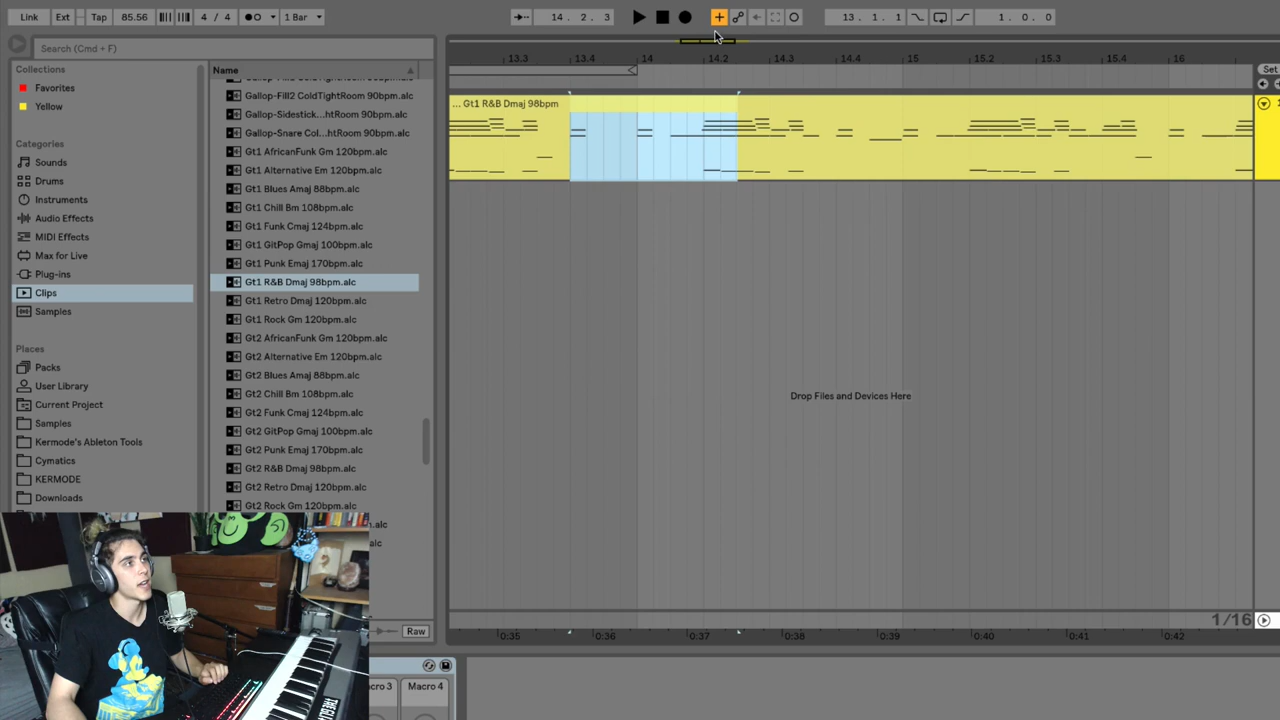 Link Ext Tap 85.56 4 / 4 1 Bar 14. 2. 3 13. 1. 1 1. 0. 0
Search (Cmd + F)
Collections
Favorites
Yellow
Categories
Sounds
Drums
Instruments
Audio Effects
MIDI Effects
Max for Live
Plug-ins
Clips
Samples
Places
Packs
User Library
Current Project
Samples
Kermode's Ableton Tools
Cymatics
KERMODE
Downloads
Name
Gallop-Fill2 ColdTightRoom 90bpm.alc
Gallop-Sidestick...htRoom 90bpm.alc
Gallop-Snare Col...htRoom 90bpm.alc
Gt1 AfricanFunk Gm 120bpm.alc
Gt1 Alternative Em 120bpm.alc
Gt1 Blues Amaj 88bpm.alc
Gt1 Chill Bm 108bpm.alc
Gt1 Funk Cmaj 124bpm.alc
Gt1 GitPop Gmaj 100bpm.alc
Gt1 Punk Emaj 170bpm.alc
Gt1 R&B Dmaj 98bpm.alc
Gt1 Retro Dmaj 120bpm.alc
Gt1 Rock Gm 120bpm.alc
Gt2 AfricanFunk Gm 120bpm.alc
Gt2 Alternative Em 120bpm.alc
Gt2 Blues Amaj 88bpm.alc
Gt2 Chill Bm 108bpm.alc
Gt2 Funk Cmaj 124bpm.alc
Gt2 GitPop Gmaj 100bpm.alc
Gt2 Punk Emaj 170bpm.alc
Gt2 R&B Dmaj 98bpm.alc
Gt2 Retro Dmaj 120bpm.alc
Gt2 Rock Gm 120bpm.alc
.alc
Raw
13.3 13.4 14 14.2 14.3 14.4 15 15.2 15.3 15.4 16
Set
... Gt1 R&B Dmaj 98bpm
Drop Files and Devices Here
1/16
0:35 0:36 0:37 0:38 0:39 0:40 0:41 0:42
Macro 4